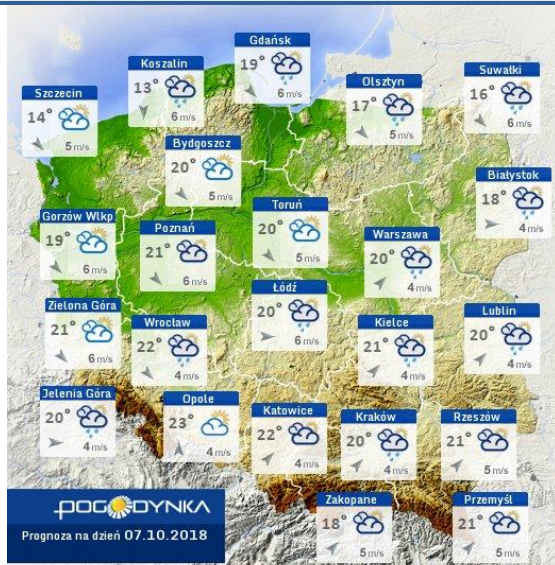 Gdańsk
19°
6 m/s
Koszalin
13°
6 m/s
Suwałki
16°
6 m/s
Olsztyn
17°
5 m/s
Szczecin
14°
5 m/s
Bydgoszcz
20°
5 m/s
Białystok
18°
4 m/s
Toruń
20°
5 m/s
Gorzów Wlkp
19°
6 m/s
Poznań
21°
6 m/s
Warszawa
20°
4 m/s
Łódź
20°
6 m/s
Zielona Góra
21°
6 m/s
Wrocław
22°
4 m/s
Kielce
21°
4 m/s
Lublin
20°
4 m/s
Jelenia Góra
20°
4 m/s
Opole
23°
4 m/s
Katowice
22°
4 m/s
Kraków
20°
4 m/s
Rzeszów
21°
5 m/s
Zakopane
18°
5 m/s
Przemyśl
21°
5 m/s
POGODYNKA
Prognoza na dzień 07.10.2018